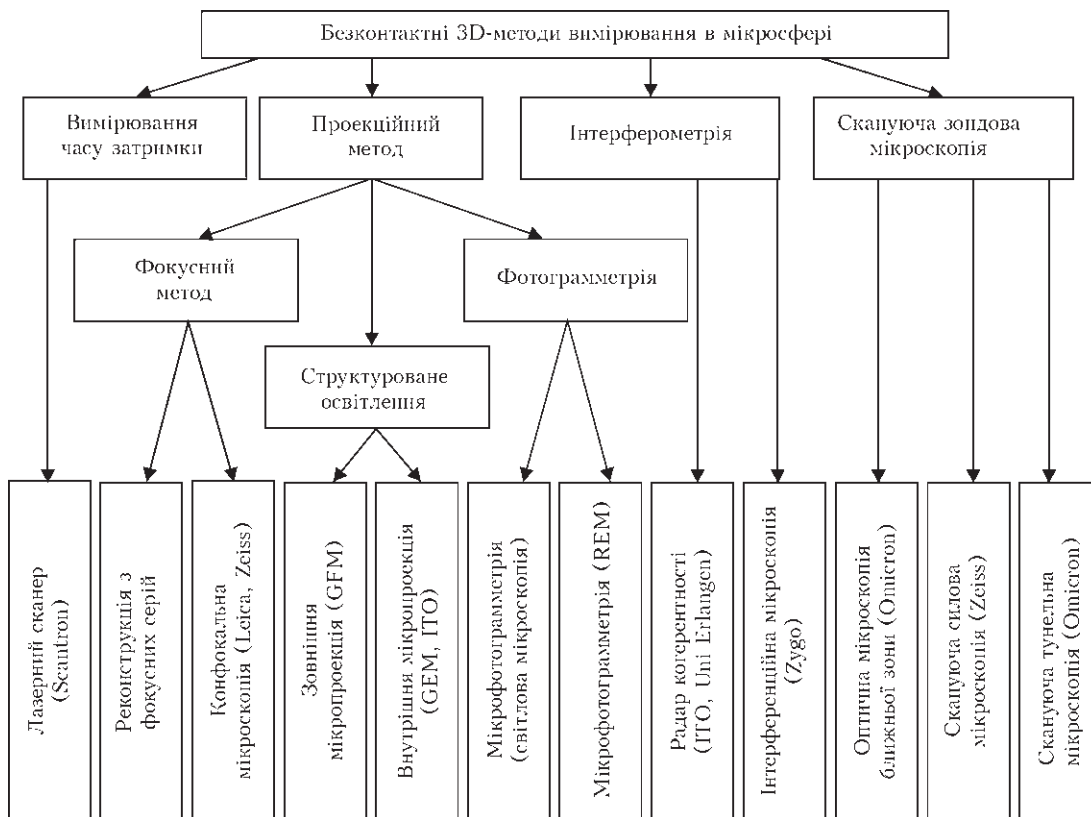 Безконтактні 3D-методи вимірювання в мікросфері
Вимірювання
часу затримки
Проекційний
метод
Інтерферометрія
Скануюча зондова
мікроскопія
Фокусний
метод
Фотограмметрія
Структуроване
освітлення
Лазерний сканер
(Scantron)
Реконструкція з
фокусних серій
Конфокальна
мікроскопія (Leica, Zeiss)
Зовнішня
мікропроекція (GFM)
Внутрішня мікропроекція
(GEM, ITO)
Мікрофотограмметрія
(світлова мікроскопія)
Мікрофотограмметрія (REM)
Радар когерентності
(ITO, Uni Erlangen)
Інтерференційна мікроскопія
(Zygo)
Оптична мікроскопія
ближньої зони (Omicron)
Скануюча силова
мікроскопія (Zeiss)
Скануюча тунельна
мікроскопія (Omicron)